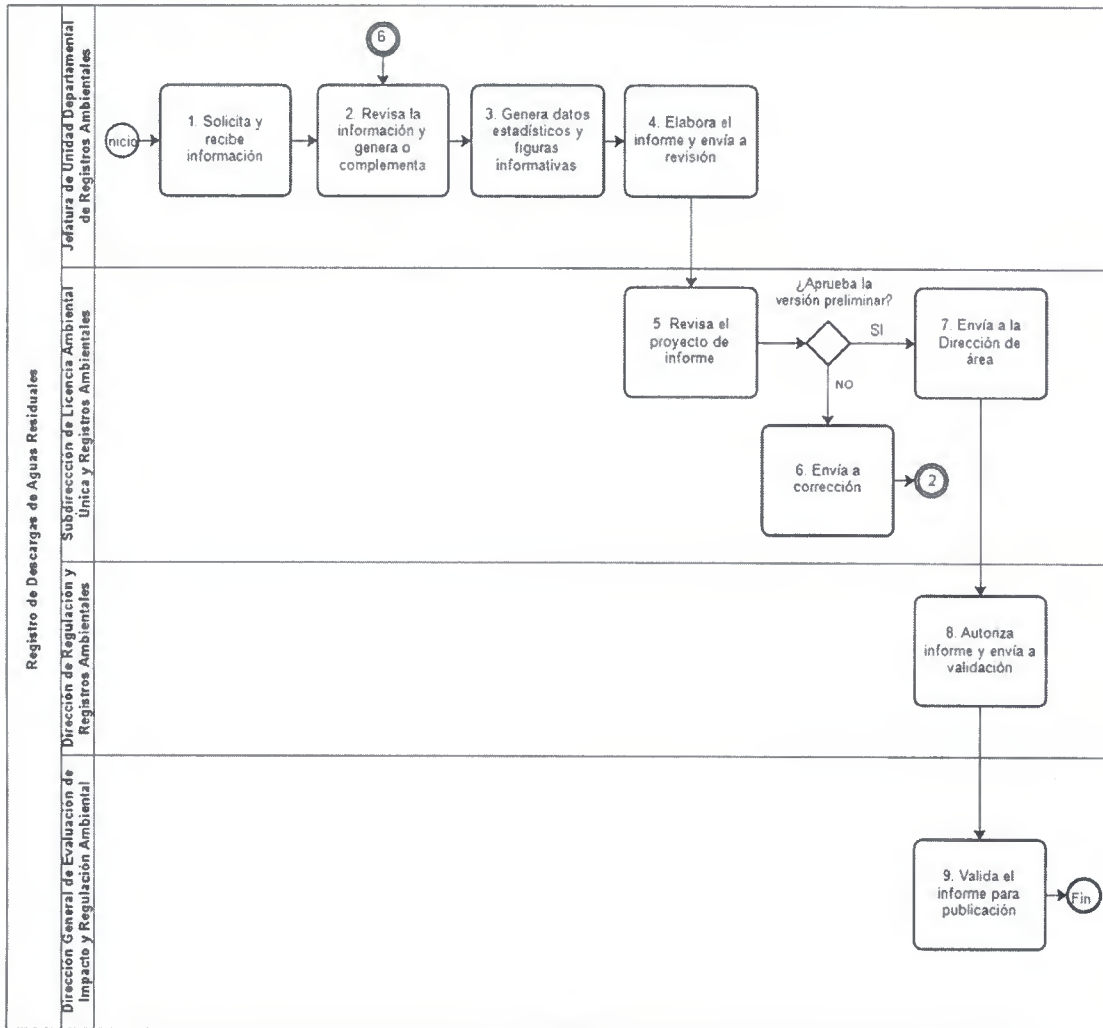 Registro de Descargas de Aguas Residuales
Jefatura de Unidad Departamental
de Registros Ambientales
nicio
1. Solicita y
recibe
información
6
2. Revisa la
información y
genera o
complementa
3. Genera datos
estadísticos y
figuras
informativas
4. Elabora el
informe y envía a
revisión
Subdirección de Licencia Ambiental
Única y Registros Ambientales
5 Revisa el
proyecto de
informe
¿Aprueba la
versión preliminar?
SI
NO
7. Envía a la
Dirección de
área
6. Envía a
corrección
2
Dirección de Regulación y
Registros Ambientales
8. Autoriza
informe y envía a
validación
Dirección General de Evaluación de
Impacto y Regulación Ambiental
9. Valida el
informe para
publicación
Fin